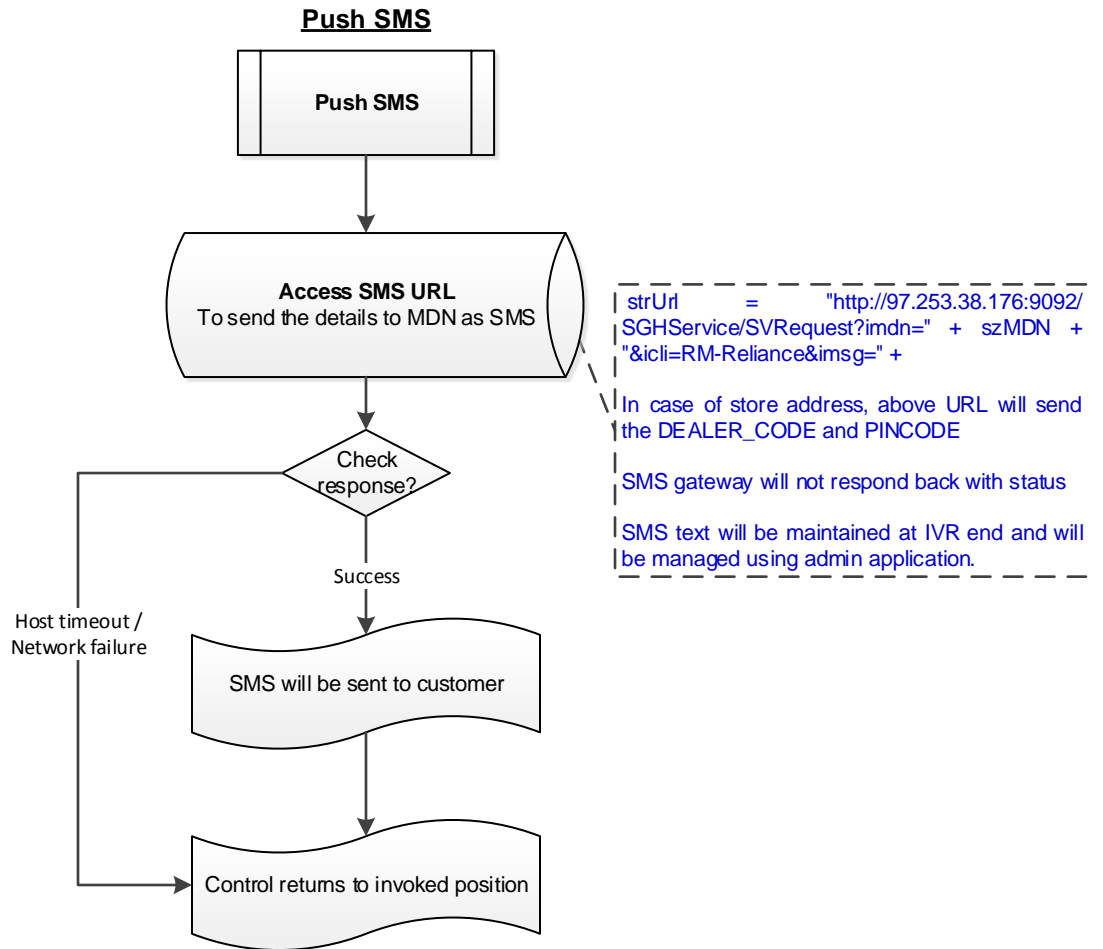 Push SMS
Push SMS
Access SMS URL
To send the details to MDN as SMS
strUrl = "http://97.253.38.176:9092/
SGHService/SVRequest?imdn=" + szMDN +
"&icli=RM-Reliance&imsg=" +
In case of store address, above URL will send
the DEALER_CODE and PINCODE
SMS gateway will not respond back with status
SMS text will be maintained at IVR end and will
be managed using admin application.
Check
response?
Success
Host timeout /
Network failure
SMS will be sent to customer
Control returns to invoked position